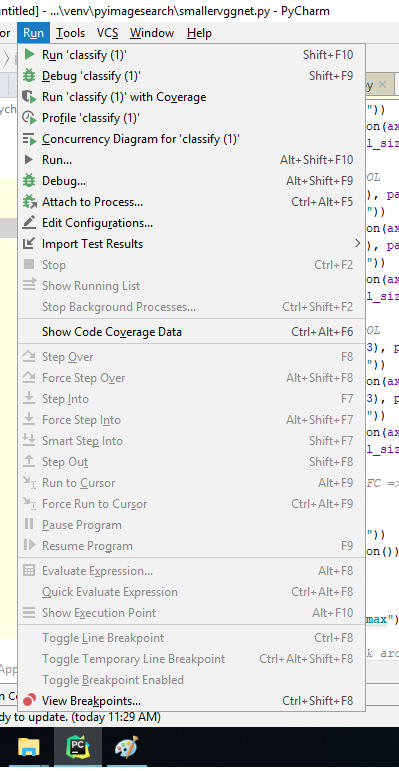 ntitled] - ...\venv\pyimagesearch\smallervggnet.py - PyCharm
or Run Tools VCS Window Help
Run 'classify (1)' Shift+F10
Debug 'classify (1)' Shift+F9
Run 'classify (1)' with Coverage
Profile 'classify (1)'
Concurrency Diagram for 'classify (1)'
Run... Alt+Shift+F10
Debug... Alt+Shift+F9
Attach to Process... Ctrl+Alt+F5
Edit Configurations...
Import Test Results
Stop Ctrl+F2
Show Running List
Stop Background Processes... Ctrl+Shift+F2
Show Code Coverage Data Ctrl+Alt+F6
Step Over F8
Force Step Over Alt+Shift+F8
Step Into F7
Force Step Into Alt+Shift+F7
Smart Step Into Shift+F7
Step Out Shift+F8
Run to Cursor Alt+F9
Force Run to Cursor Ctrl+Alt+F9
Pause Program
Resume Program F9
Evaluate Expression... Alt+F8
Quick Evaluate Expression Ctrl+Alt+F8
Show Execution Point Alt+F10
Toggle Line Breakpoint Ctrl+F8
Toggle Temporary Line Breakpoint Ctrl+Alt+Shift+F8
Toggle Breakpoint Enabled
View Breakpoints... Ctrl+Shift+F8
ych
App
n Co
dy to update. (today 11:29 AM)
py
"))
on(ax
l_siz
OL
), pa
"))
on(ax
), pa
"))
on(ax
l_siz
OL
3), p
"))
on(ax
3), p
"))
on(ax
l_siz
FC =>
"))
on())
max")
k arc
PC